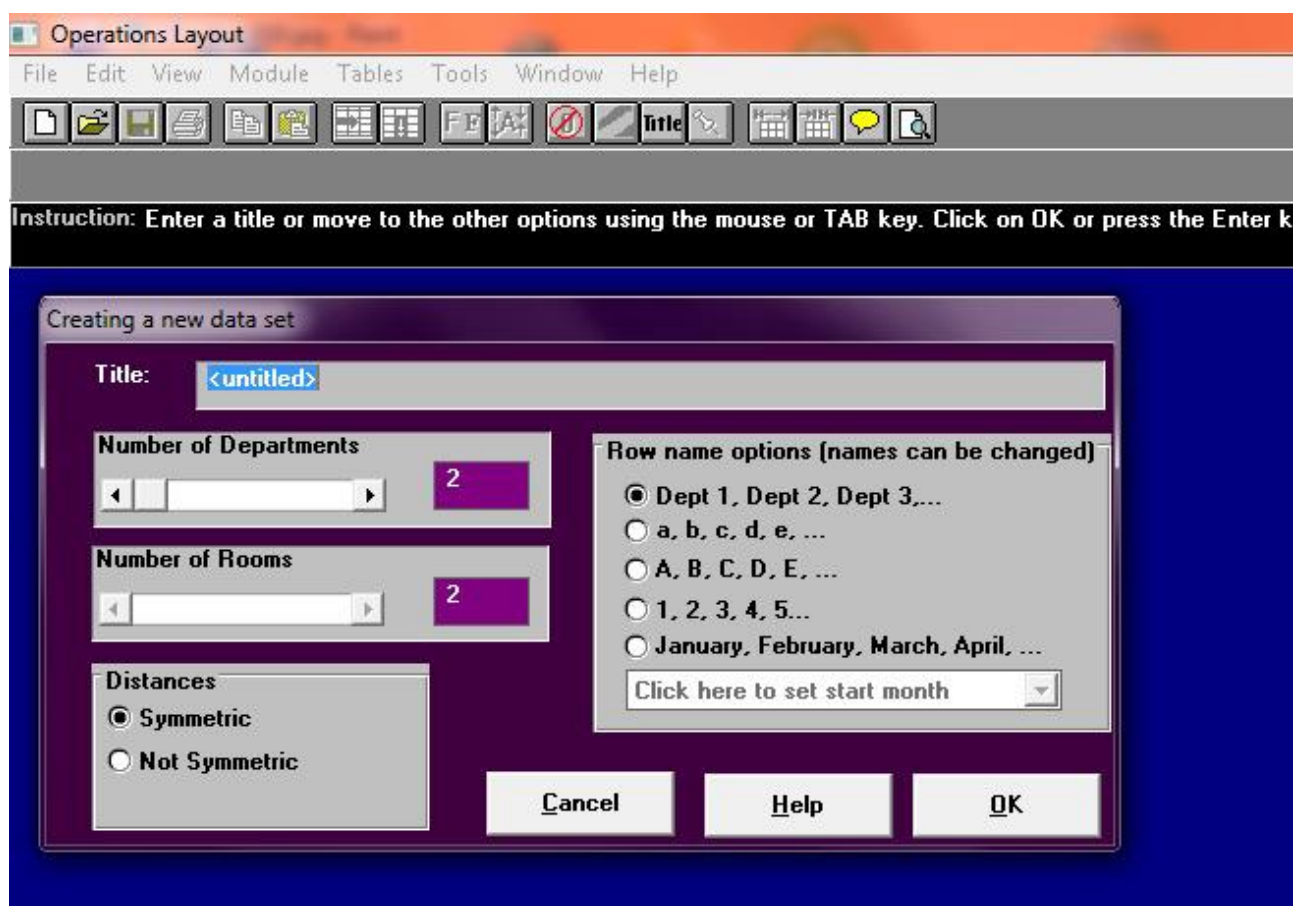 Operations Layout
File Edit View Module Tables Tools Window Help
Title
Instruction: Enter a title or move to the other options using the mouse or TAB key. Click on OK or press the Enter k
Creating a new data set
Title: <untitled>
Number of Departments
2
Number of Rooms
2
Distances
Symmetric
Not Symmetric
Row name options (names can be changed)
Dept 1, Dept 2, Dept 3,...
a, b, c, d, e, ...
A, B, C, D, E, ...
1, 2, 3, 4, 5...
January, February, March, April, ...
Click here to set start month
Cancel Help OK